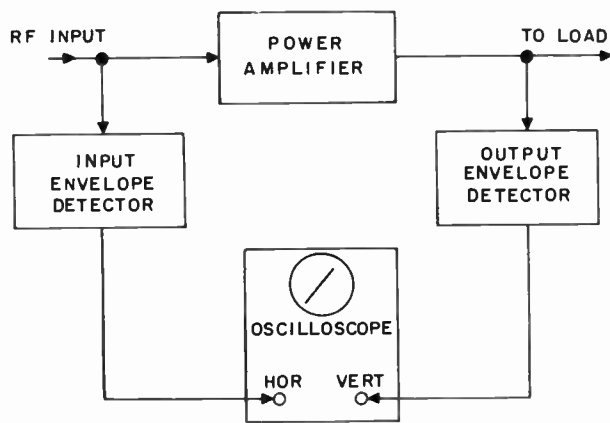 RF INPUT
POWER
AMPLIFIER
TO LOAD
INPUT
ENVELOPE
DETECTOR
OUTPUT
ENVELOPE
DETECTOR
OSCILLOSCOPE
HOR VERT